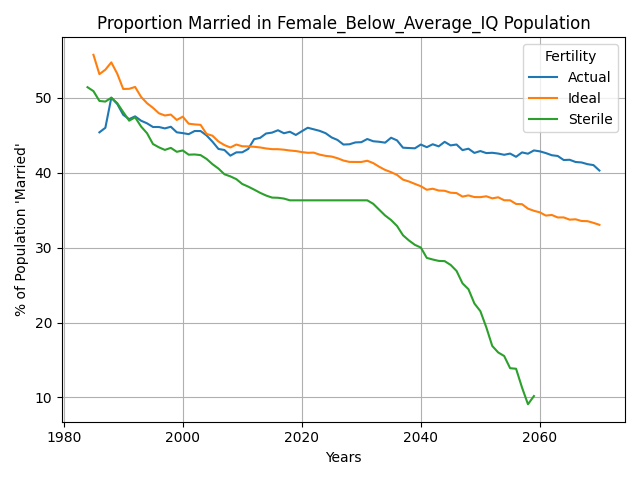 Proportion Married in Female_Below_Average_IQ Population
% of Population 'Married'
50
40
30
20
10
Fertility
Actual
Ideal
Sterile
1980
2000
2020
2040
2060
Years